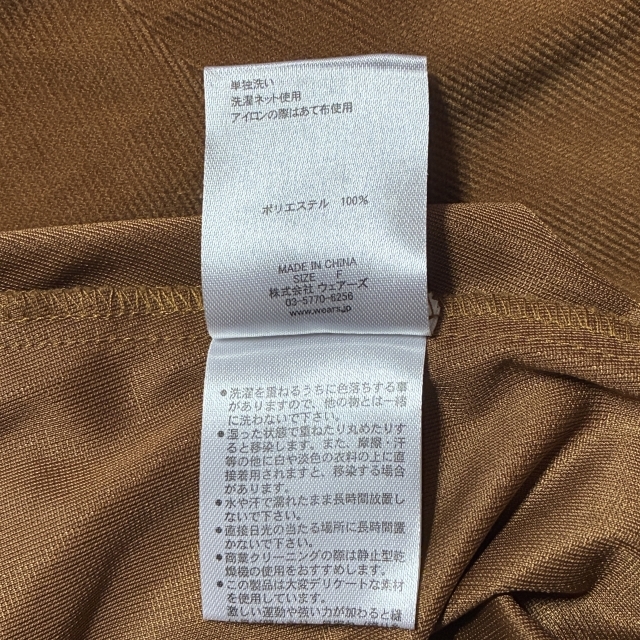 単独洗い
洗濯ネット使用
アイロンの際はあて布使用
ポリエステル 100%
MADE IN CHINA
SIZE F
株式会社 ウェアーズ
03-5770-6256
www.wears.jp
●洗濯を重ねるうちに色落ちする事
がありますので、他の物とは一緒
に洗わないで下さい。
●湿った状態で重ねたり丸めたりす
ると移染します。また、摩擦・汗
等の他に白や淡色の衣料の上に直
接着用されますと、移染する場合
があります。
●水や汗で濡れたまま長時間放置し
ないで下さい。
●直接日光の当たる場所に長時間置
かないで下さい。
●商業クリーニングの際は静止型乾
燥機の使用をおすすめします。
●この製品は大変デリケートな素材
を使用しています。
激しい運動や強い力が加わると縫